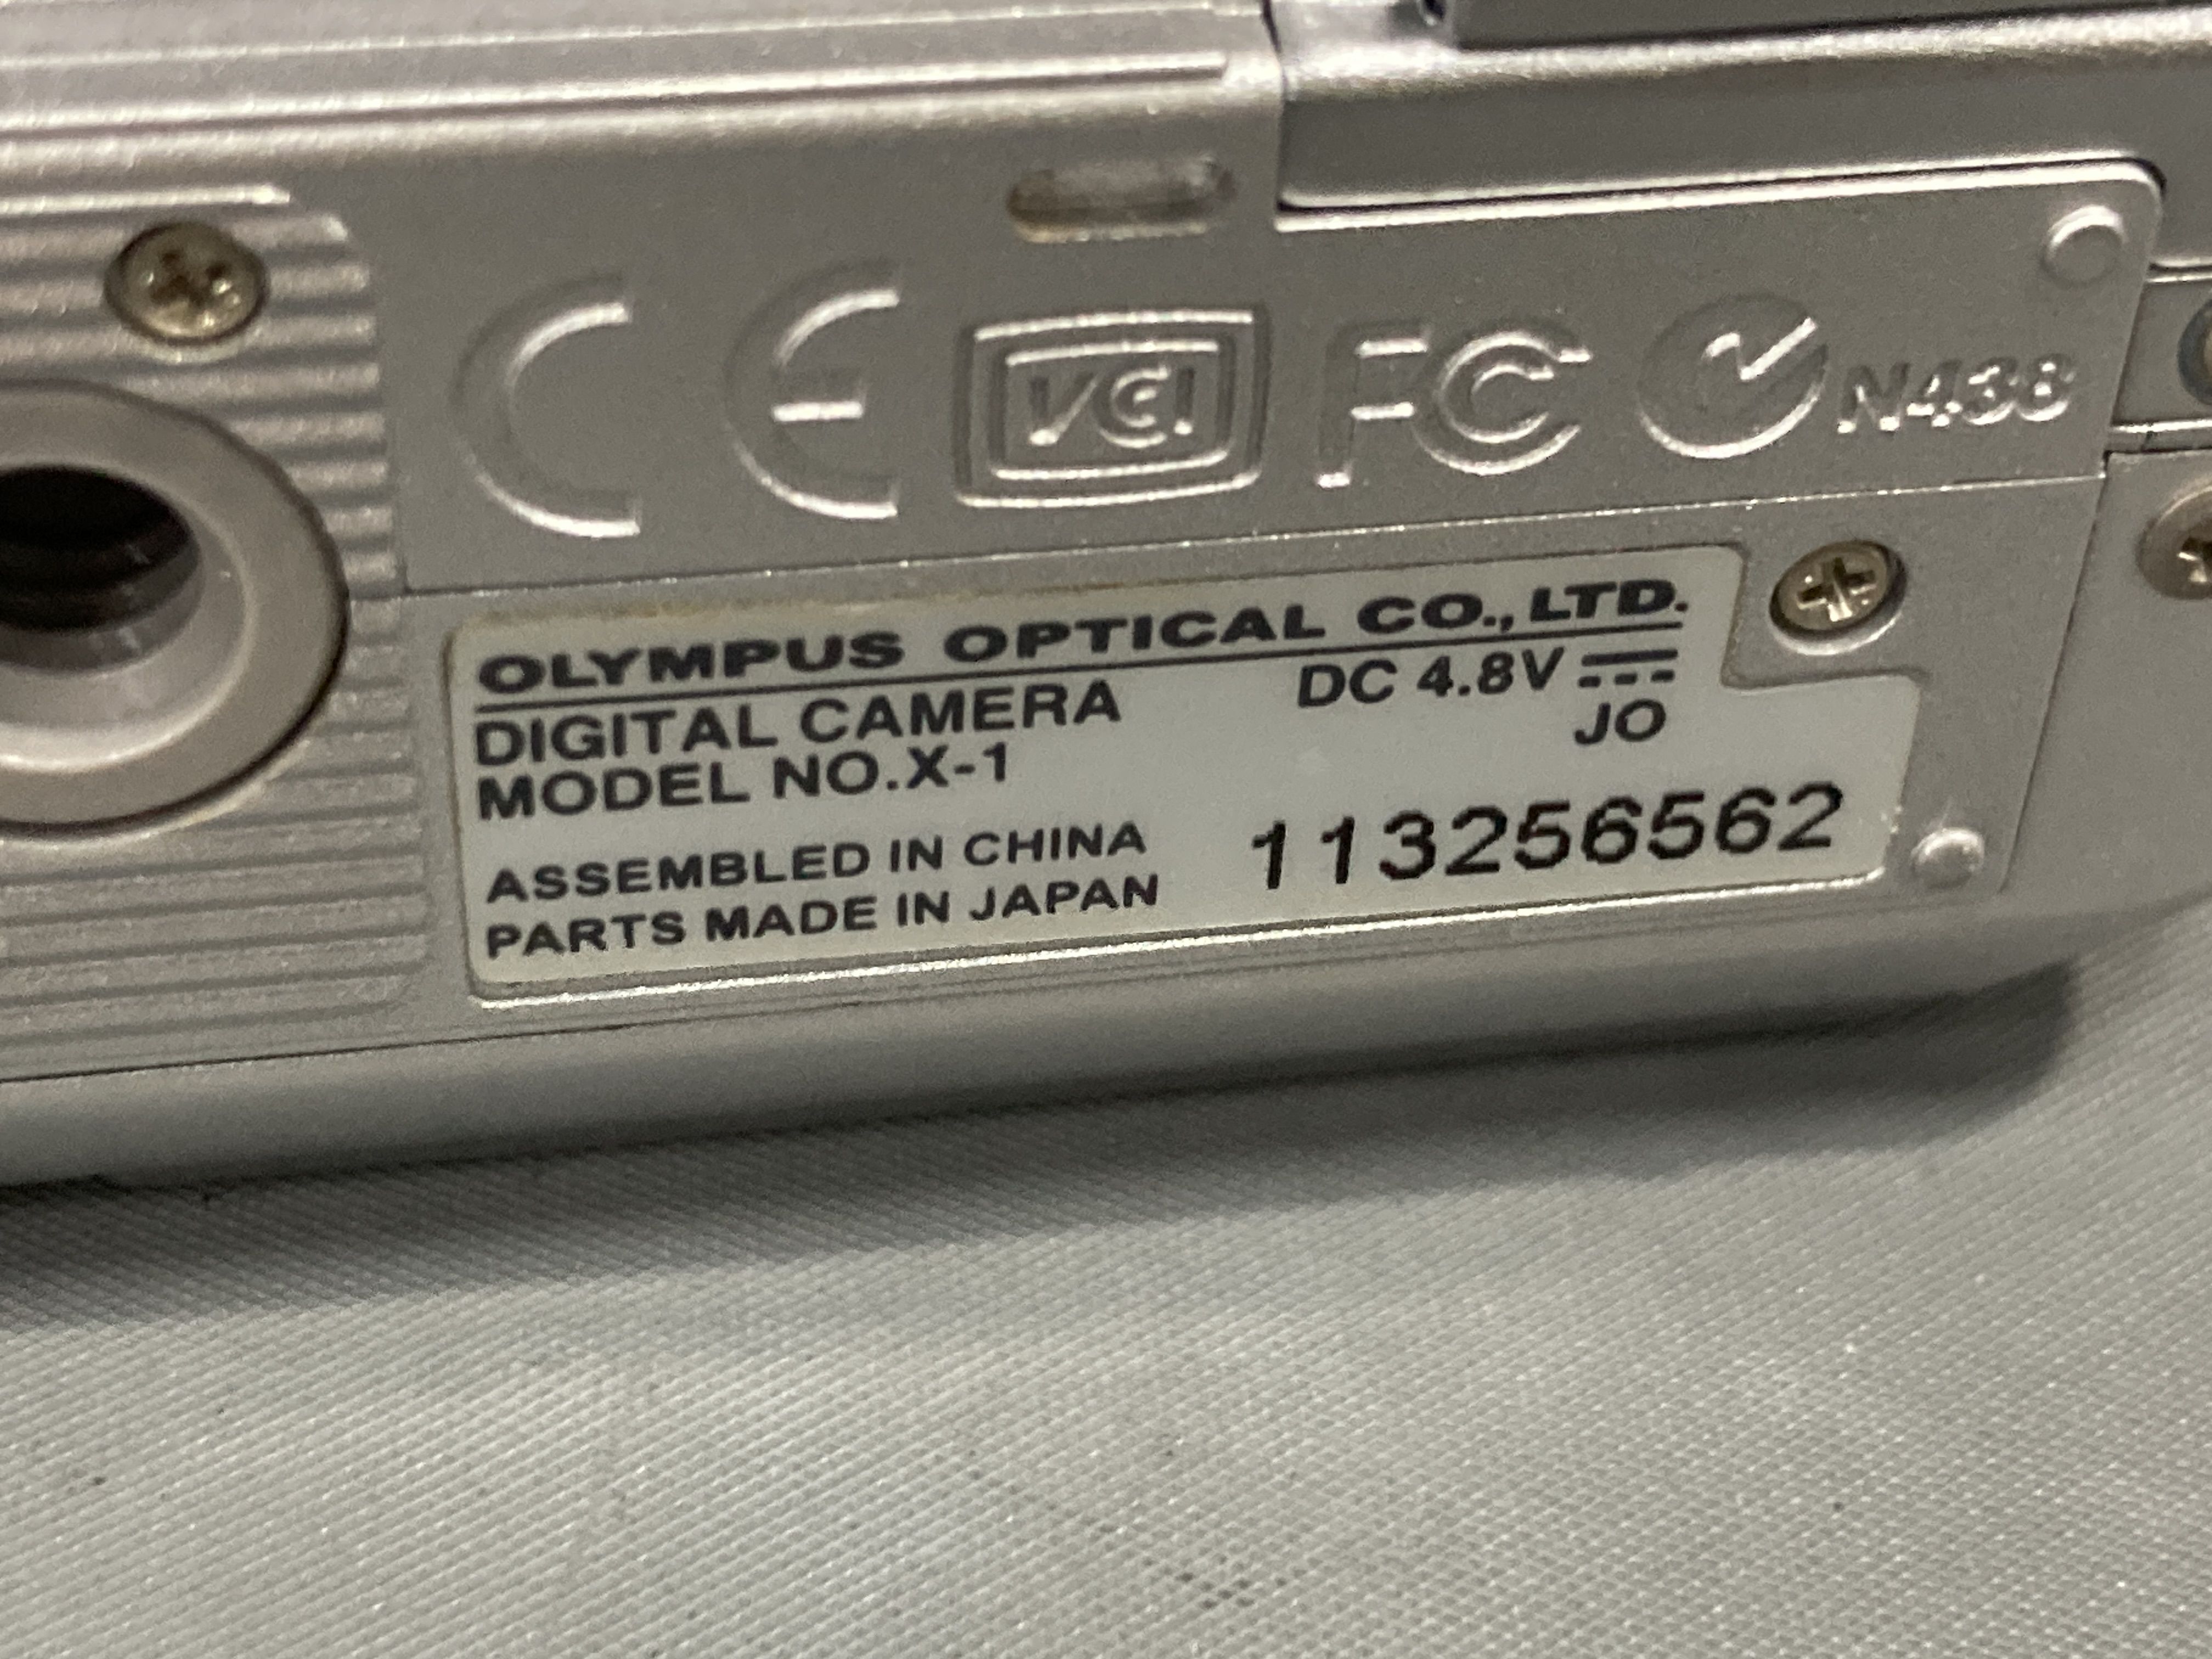 CE VCI FC N438
OLYMPUS OPTICAL CO., LTD.
DIGITAL CAMERA DC 4.8V
MODEL NO.X-1 JO
ASSEMBLED IN CHINA 113256562
PARTS MADE IN JAPAN